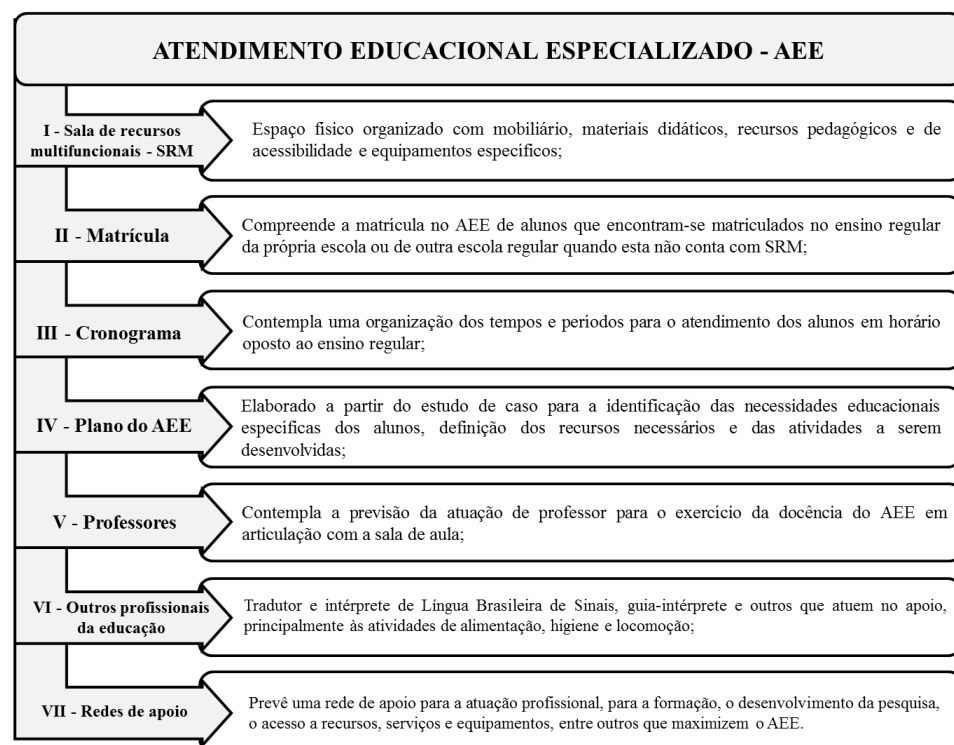 ATENDIMENTO EDUCACIONAL ESPECIALIZADO - AEE
I - Sala de recursos
multifuncionais - SRM
Espaço fisico organizado com mobiliário, materiais didáticos, recursos pedagógicos e de
acessibilidade e equipamentos específicos;
II - Matrícula
Compreende a matrícula no AEE de alunos que encontram-se matriculados no ensino regular
da própria escola ou de outra escola regular quando esta não conta com SRM;
III - Cronograma
Contempla uma organização dos tempos e periodos para o atendimento dos alunos em horário
oposto ao ensino regular;
IV - Plano do AEE
Elaborado a partir do estudo de caso para a identificação das necessidades educacionais
especificas dos alunos, definição dos recursos necessários e das atividades a serem
desenvolvidas;
V - Professores
Contempla a previsão da atuação de professor para o exercicio da docência do AEE em
articulação com a sala de aula;
VI - Outros profissionais
da educação
Tradutor e intérprete de Língua Brasileira de Sinais, guia-intérprete e outros que atuem no apoio,
principalmente às atividades de alimentação, higiene e locomoção;
VII - Redes de apoio
Prevê uma rede de apoio para a atuação profissional, para a formação, o desenvolvimento da pesquisa,
o acesso a recursos, serviços e equipamentos, entre outros que maximizem o AEE.